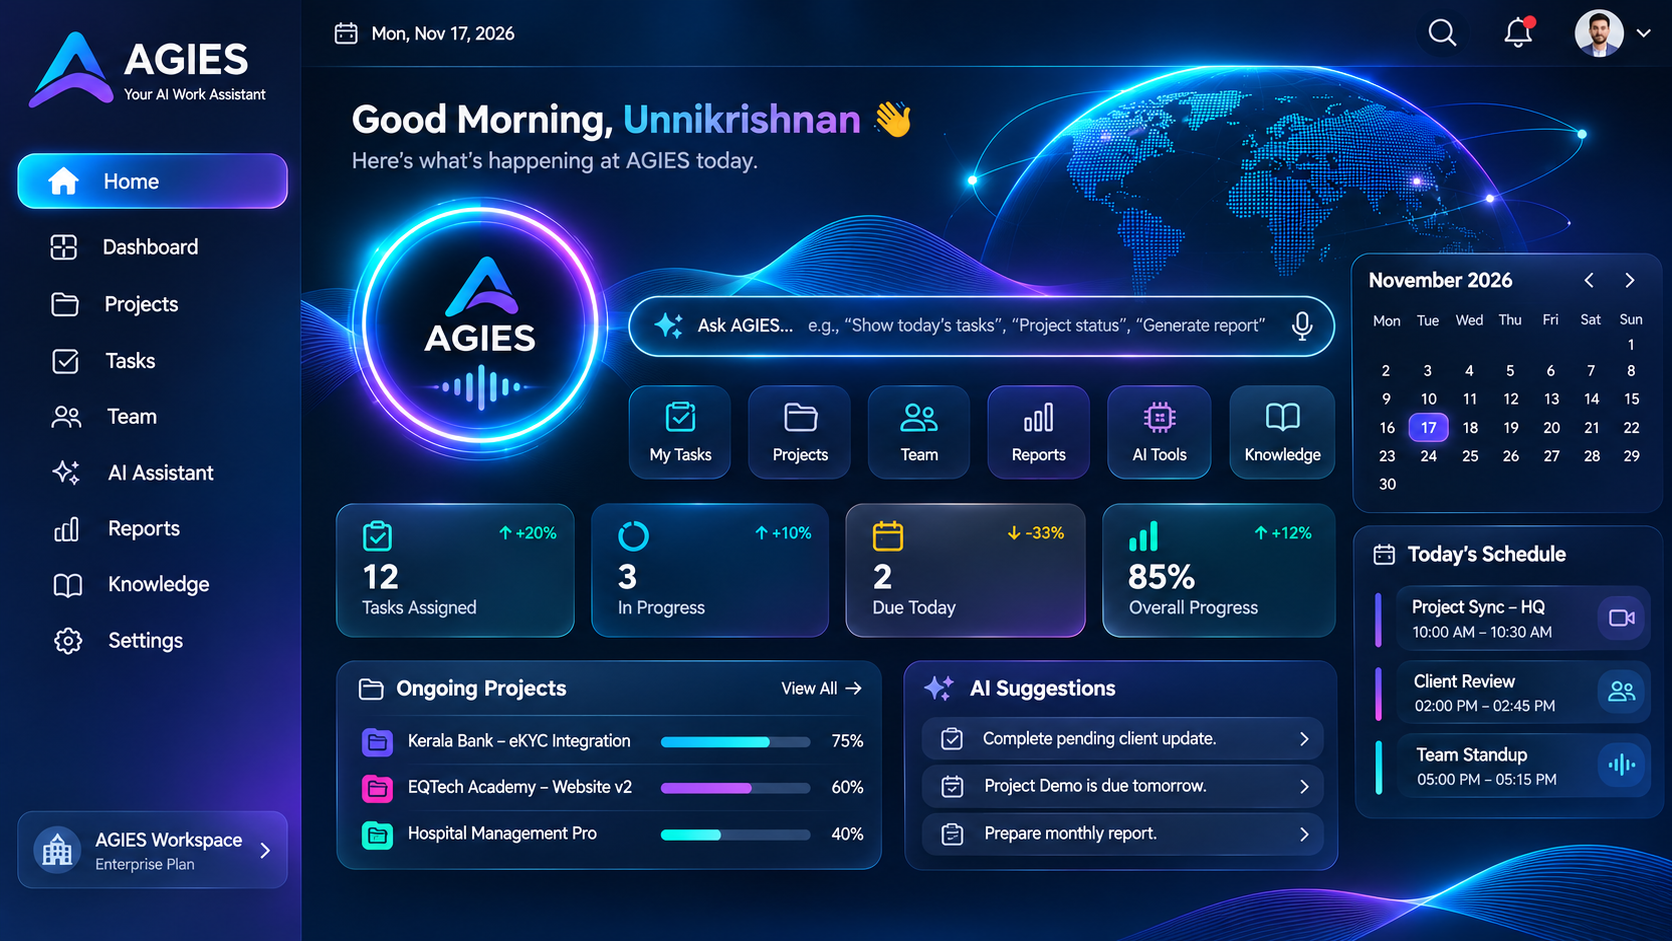 AGIES
Your AI Work Assistant
Home
Dashboard
Projects
Tasks
Team
AI Assistant
Reports
Knowledge
Settings
AGIES Workspace
Enterprise Plan
Mon, Nov 17, 2026
Good Morning, Unnikrishnan 👋
Here's what's happening at AGIES today.
AGIES
Ask AGIES... e.g., “Show today's tasks”, “Project status”, “Generate report”
My Tasks
Projects
Team
Reports
AI Tools
Knowledge
↑ +20%
12
Tasks Assigned
↑ +10%
3
In Progress
↓ -33%
2
Due Today
↑ +12%
85%
Overall Progress
Ongoing Projects
View All →
Kerala Bank – eKYC Integration 75%
EQTech Academy – Website v2 60%
Hospital Management Pro 40%
AI Suggestions
Complete pending client update.
Project Demo is due tomorrow.
Prepare monthly report.
November 2026
Mon Tue Wed Thu Fri Sat Sun
1
2 3 4 5 6 7 8
9 10 11 12 13 14 15
16 17 18 19 20 21 22
23 24 25 26 27 28 29
30
Today's Schedule
Project Sync – HQ
10:00 AM – 10:30 AM
Client Review
02:00 PM – 02:45 PM
Team Standup
05:00 PM – 05:15 PM